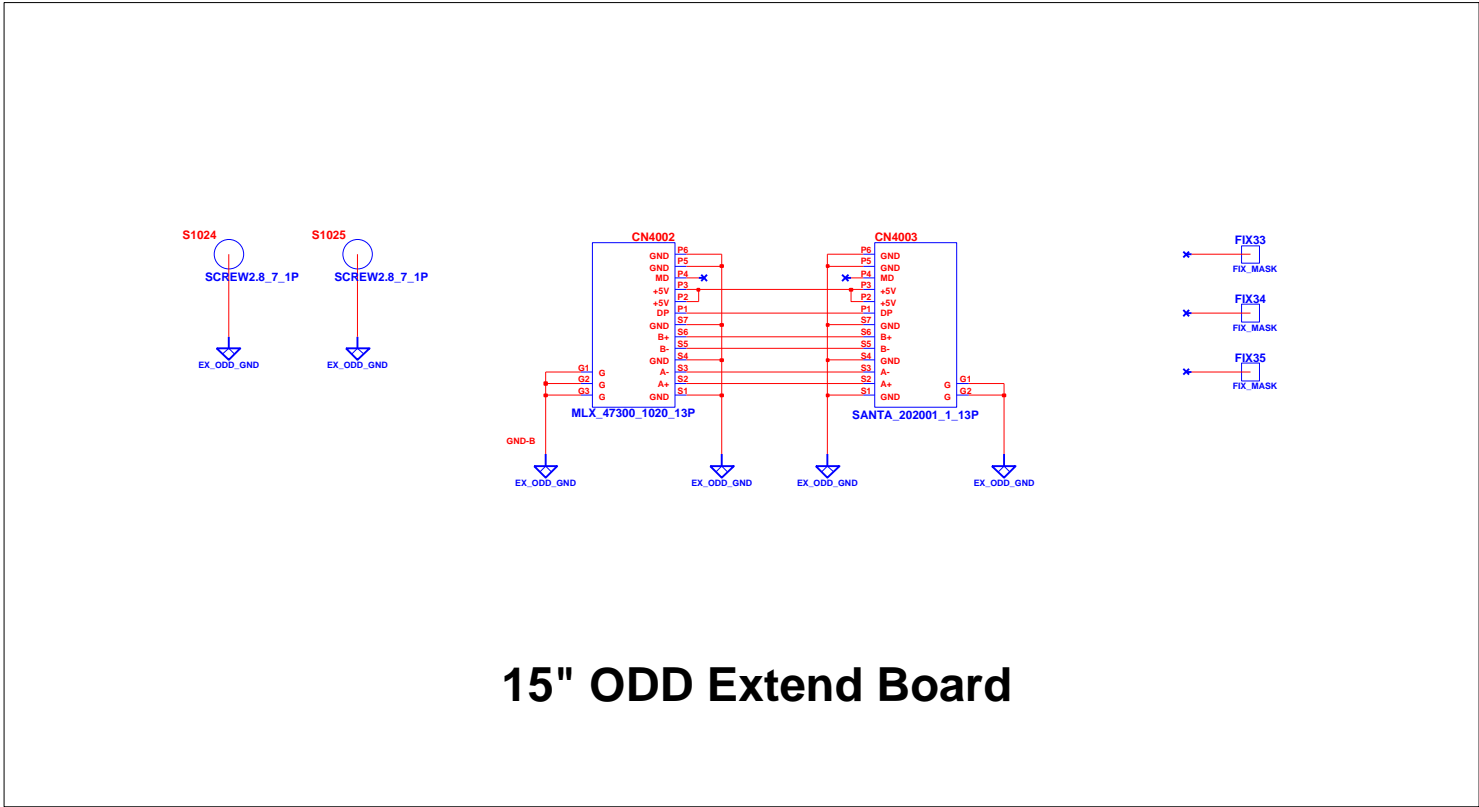 S1024
SCREW2.8_7_1P
EX_ODD_GND
S1025
SCREW2.8_7_1P
EX_ODD_GND
CN4002
GND P6
GND P5
MD P4
+5V P3
+5V P2
DP P1
GND S7
B+ S6
B- S5
GND S4
G1 G A- S3
G2 G A+ S2
G3 G GND S1
MLX_47300_1020_13P
GND-B
EX_ODD_GND
EX_ODD_GND
CN4003
P6 GND
P5 GND
P4 MD
P3 +5V
P2 +5V
P1 DP
S7 GND
S6 B+
S5 B-
S4 GND
S3 A-
S2 A+ G G1
S1 GND G G2
SANTA_202001_1_13P
EX_ODD_GND
EX_ODD_GND
FIX33
FIX_MASK
FIX34
FIX_MASK
FIX35
FIX_MASK
15" ODD Extend Board